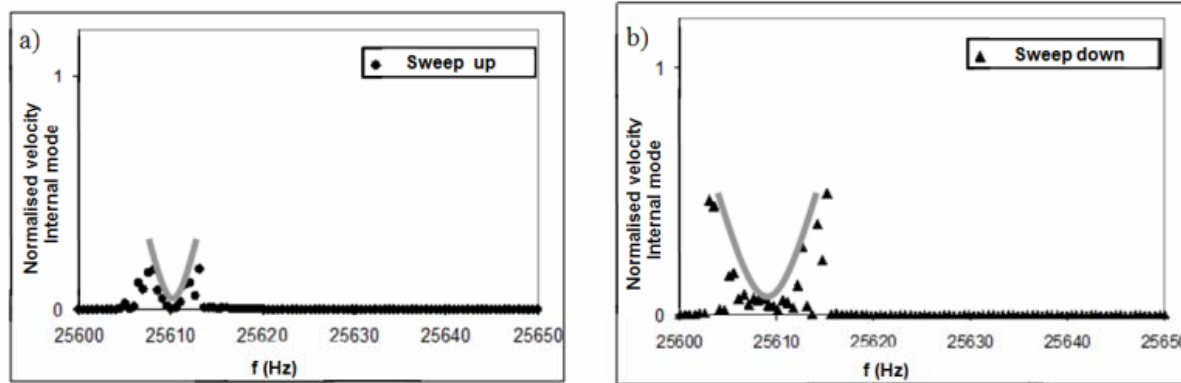 a)
Sweep up
1
Normalised velocity
Internal mode
0
25600 25610 25620 25630 25640 25650
f (Hz)
b)
Sweep down
1
Normalised velocity
Internal mode
0
25600 25610 25620 25630 25640 25650
f (Hz)